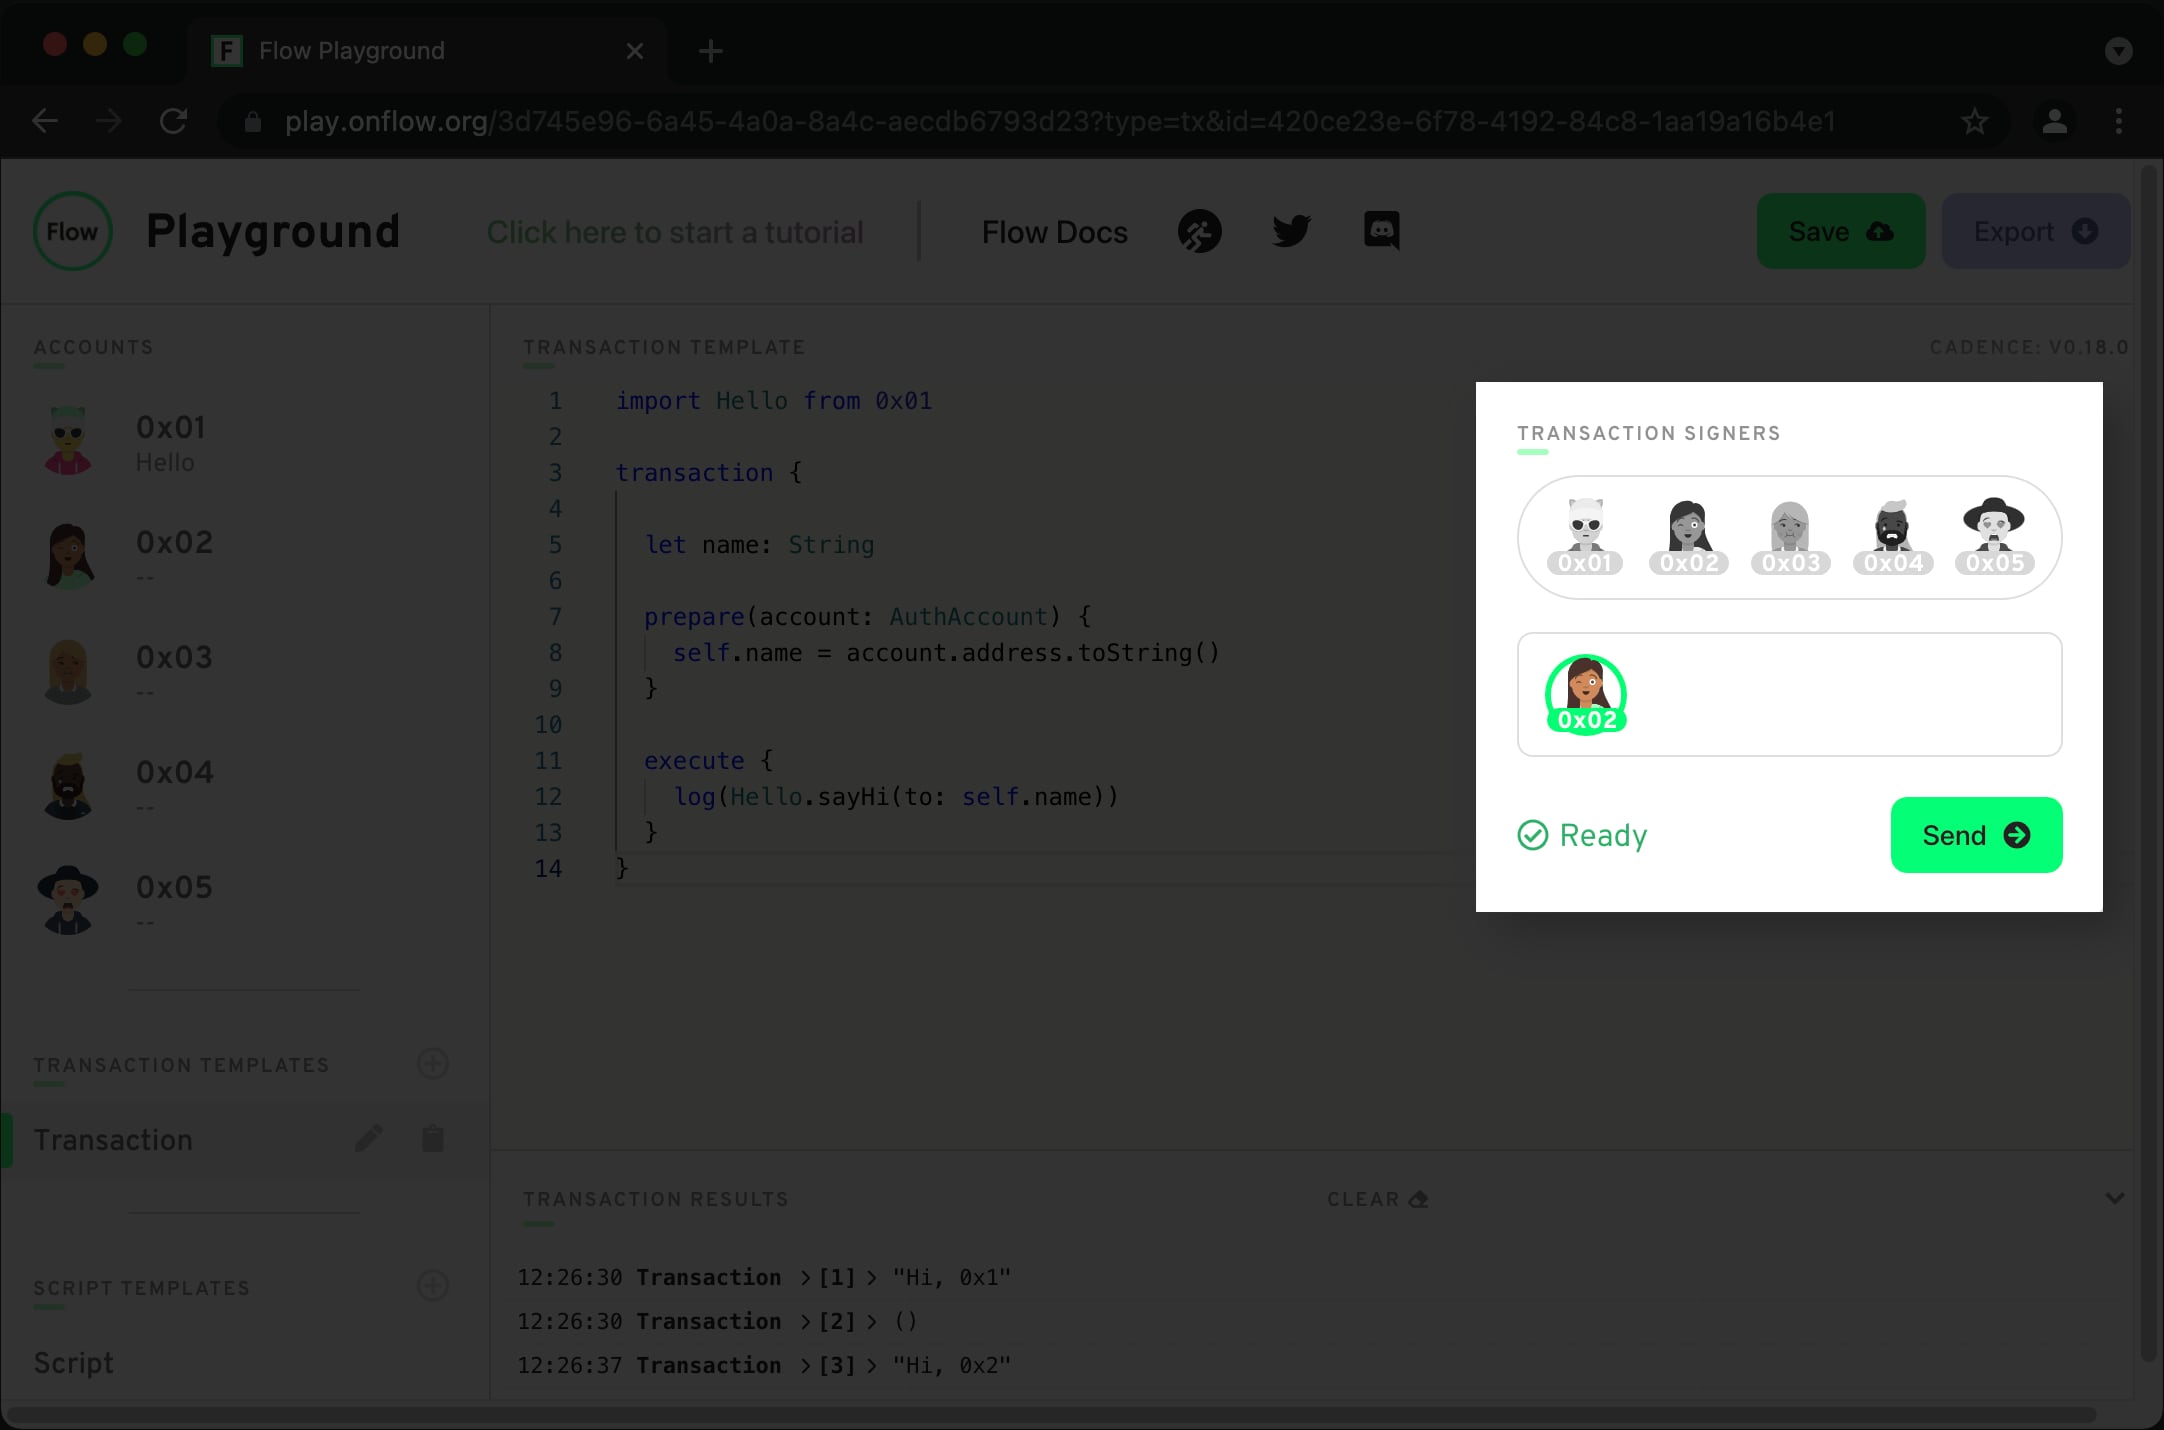 Flow Playground
play.onflow.org/3d745e96-6a45-4a0a-8a4c-aecdb6793d23?type=tx&id=420ce23e-6f78-4192-84c8-1aa19a16b4e1
Flow
Playground
Click here to start a tutorial
Flow Docs
Save
Export
ACCOUNTS
0x01
Hello
0x02
--
0x03
--
0x04
--
0x05
--
TRANSACTION TEMPLATES
Transaction
SCRIPT TEMPLATES
Script
TRANSACTION TEMPLATE
CADENCE: V0.18.0
1 import Hello from 0x01
2
3 transaction {
4
5 let name: String
6
7 prepare(account: AuthAccount) {
8 self.name = account.address.toString()
9 }
10
11 execute {
12 log(Hello.sayHi(to: self.name))
13 }
14 }
TRANSACTION SIGNERS
0x01 0x02 0x03 0x04 0x05
0x02
Ready
Send
TRANSACTION RESULTS
CLEAR
12:26:30 Transaction >[1]> "Hi, 0x1"
12:26:30 Transaction >[2]> ()
12:26:37 Transaction >[3]> "Hi, 0x2"